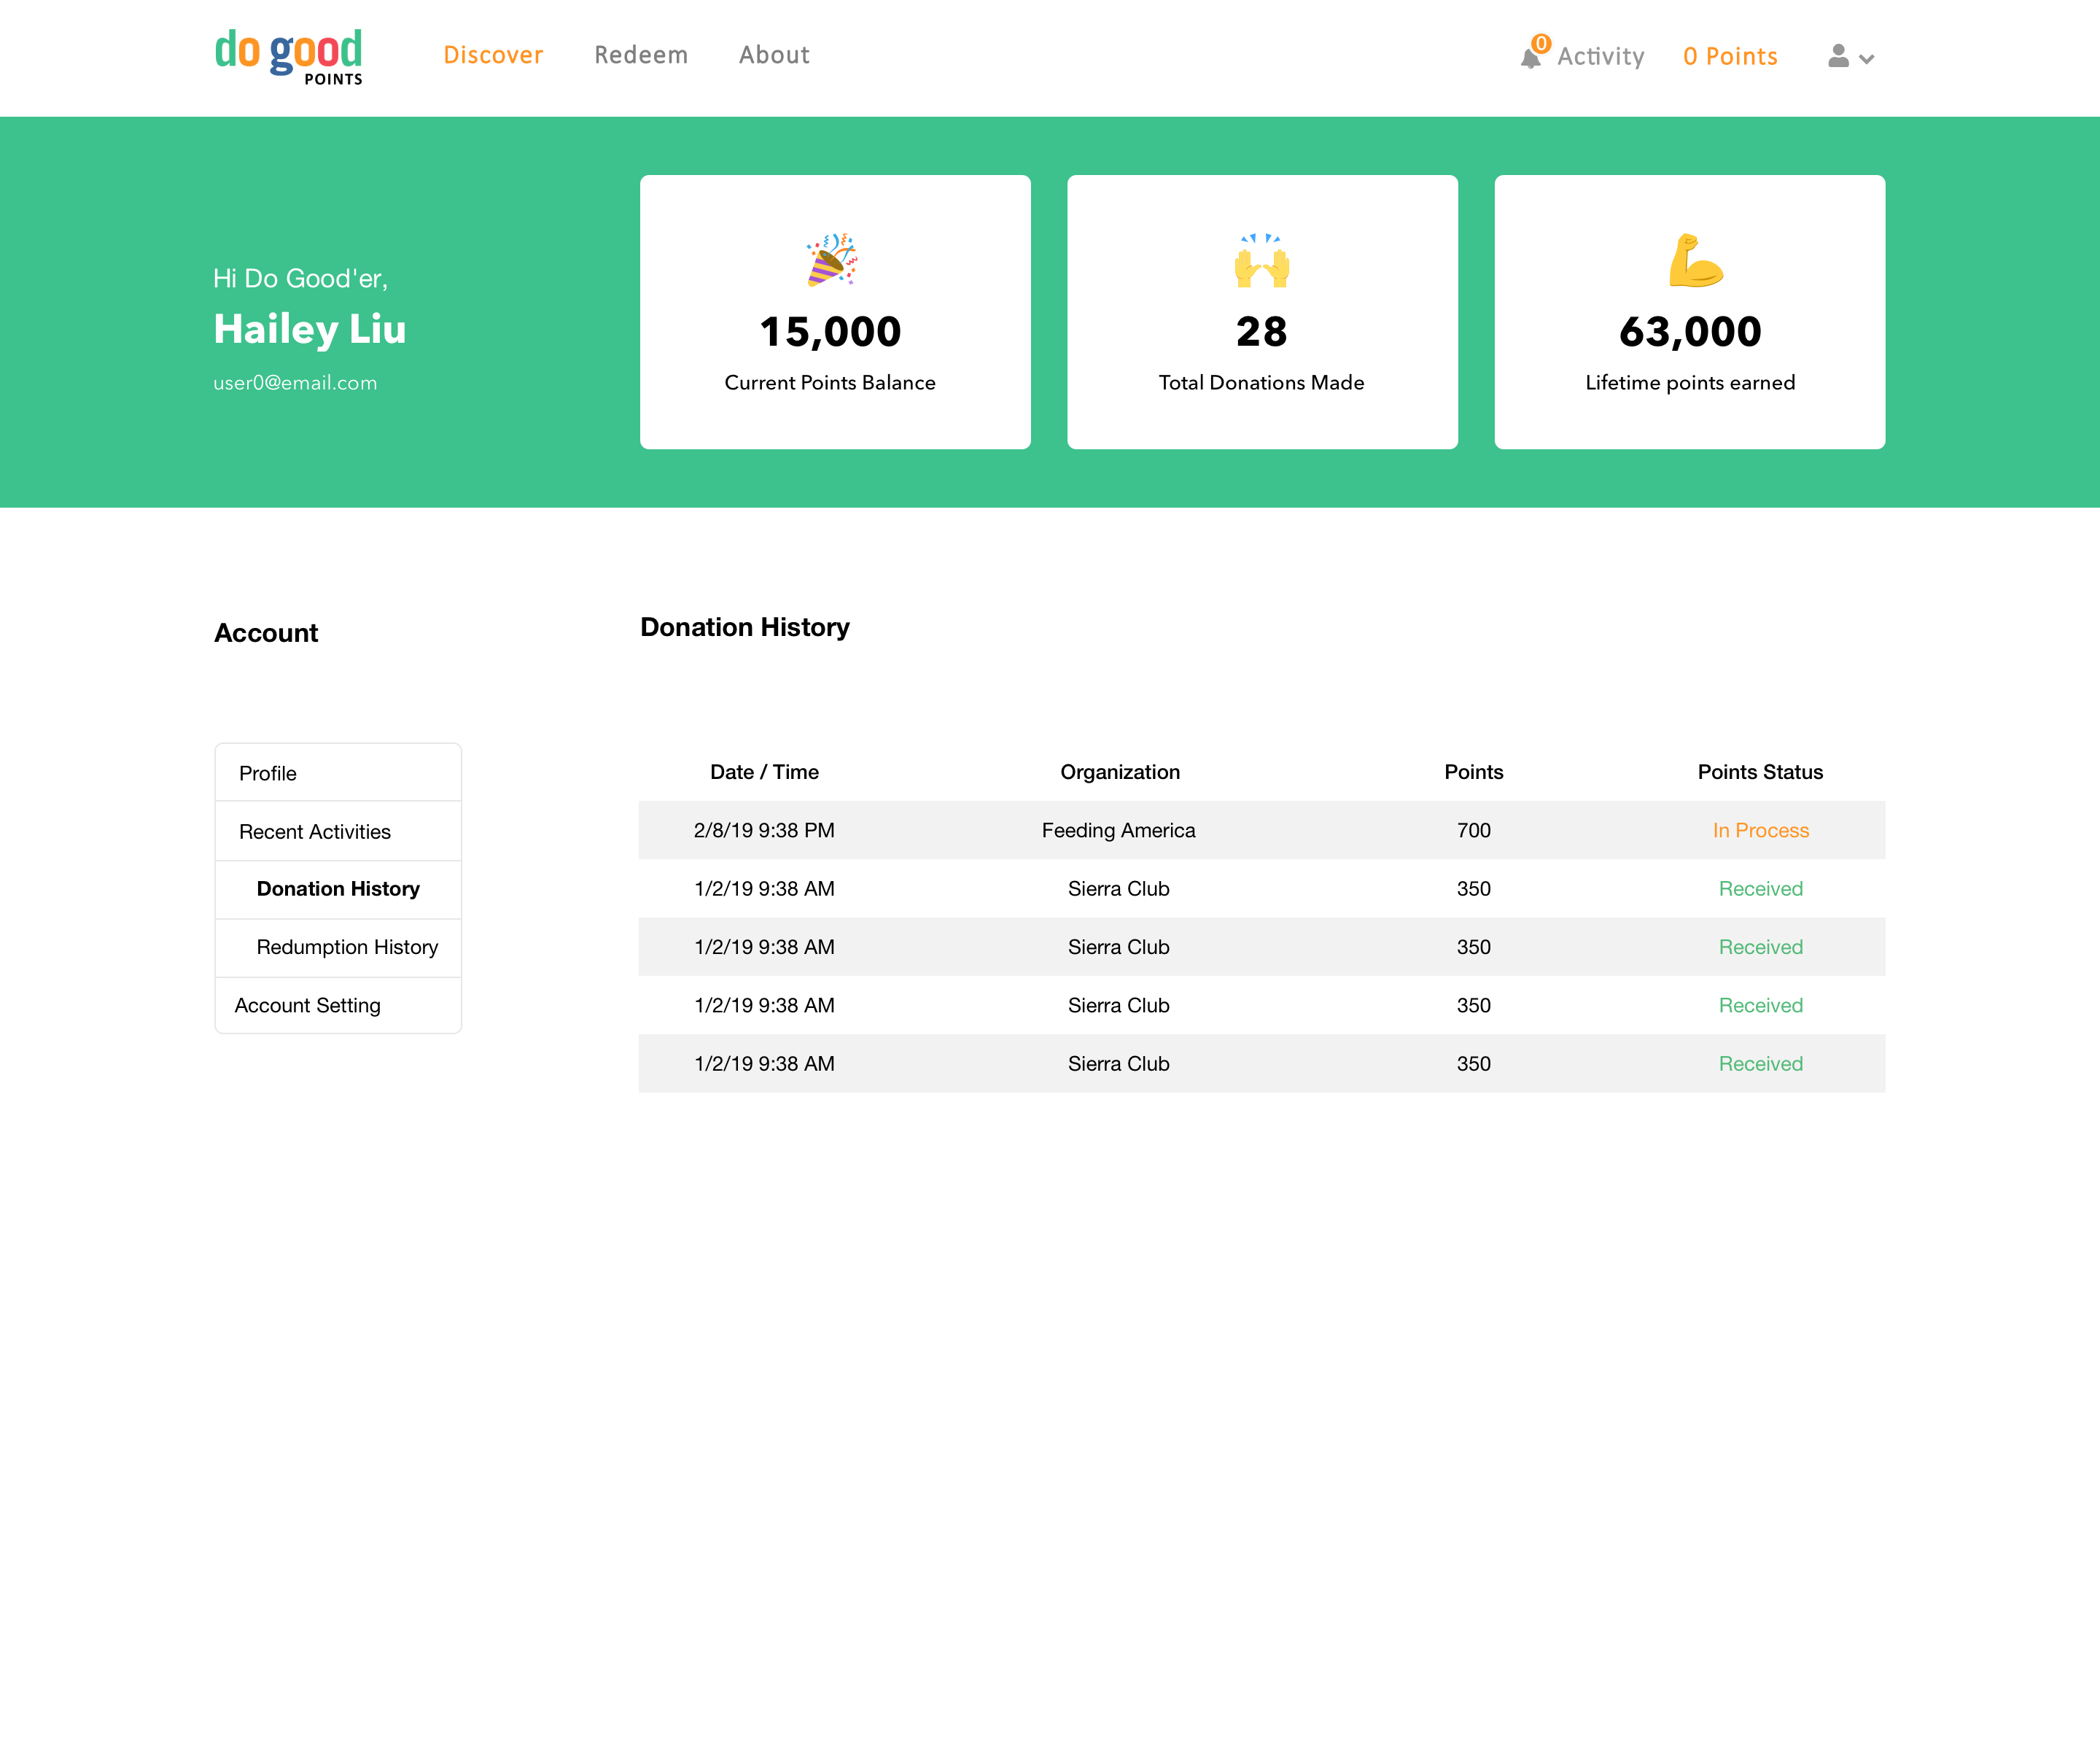 do good
POINTS
Discover Redeem About
0
Activity 0 Points
Hi Do Good'er,
Hailey Liu
user0@email.com
15,000
Current Points Balance
28
Total Donations Made
63,000
Lifetime points earned
Account
Profile
Recent Activities
Donation History
Redumption History
Account Setting
Donation History
Date / Time Organization Points Points Status
2/8/19 9:38 PM Feeding America 700 In Process
1/2/19 9:38 AM Sierra Club 350 Received
1/2/19 9:38 AM Sierra Club 350 Received
1/2/19 9:38 AM Sierra Club 350 Received
1/2/19 9:38 AM Sierra Club 350 Received